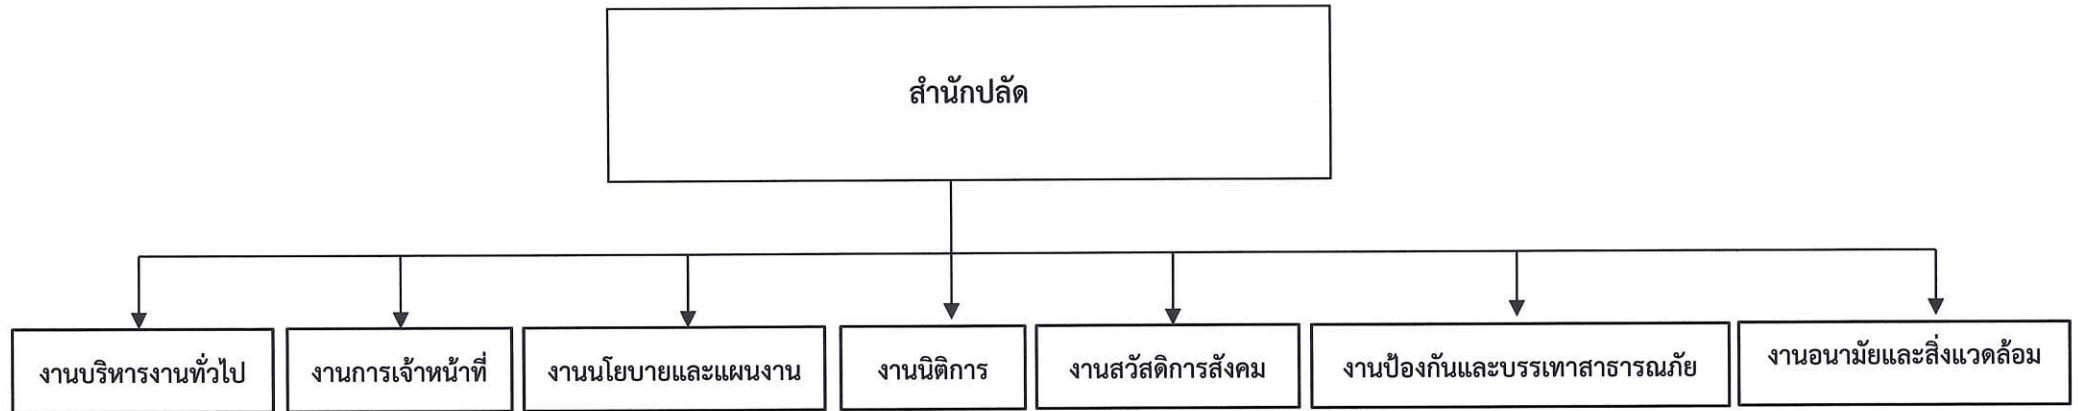 สำนักปลัด
งานบริหารงานทั่วไป
งานการเจ้าหน้าที่
งานนโยบายและแผนงาน
งานนิติการ
งานสวัสดิการสังคม
งานป้องกันและบรรเทาสาธารณภัย
งานอนามัยและสิ่งแวดล้อม